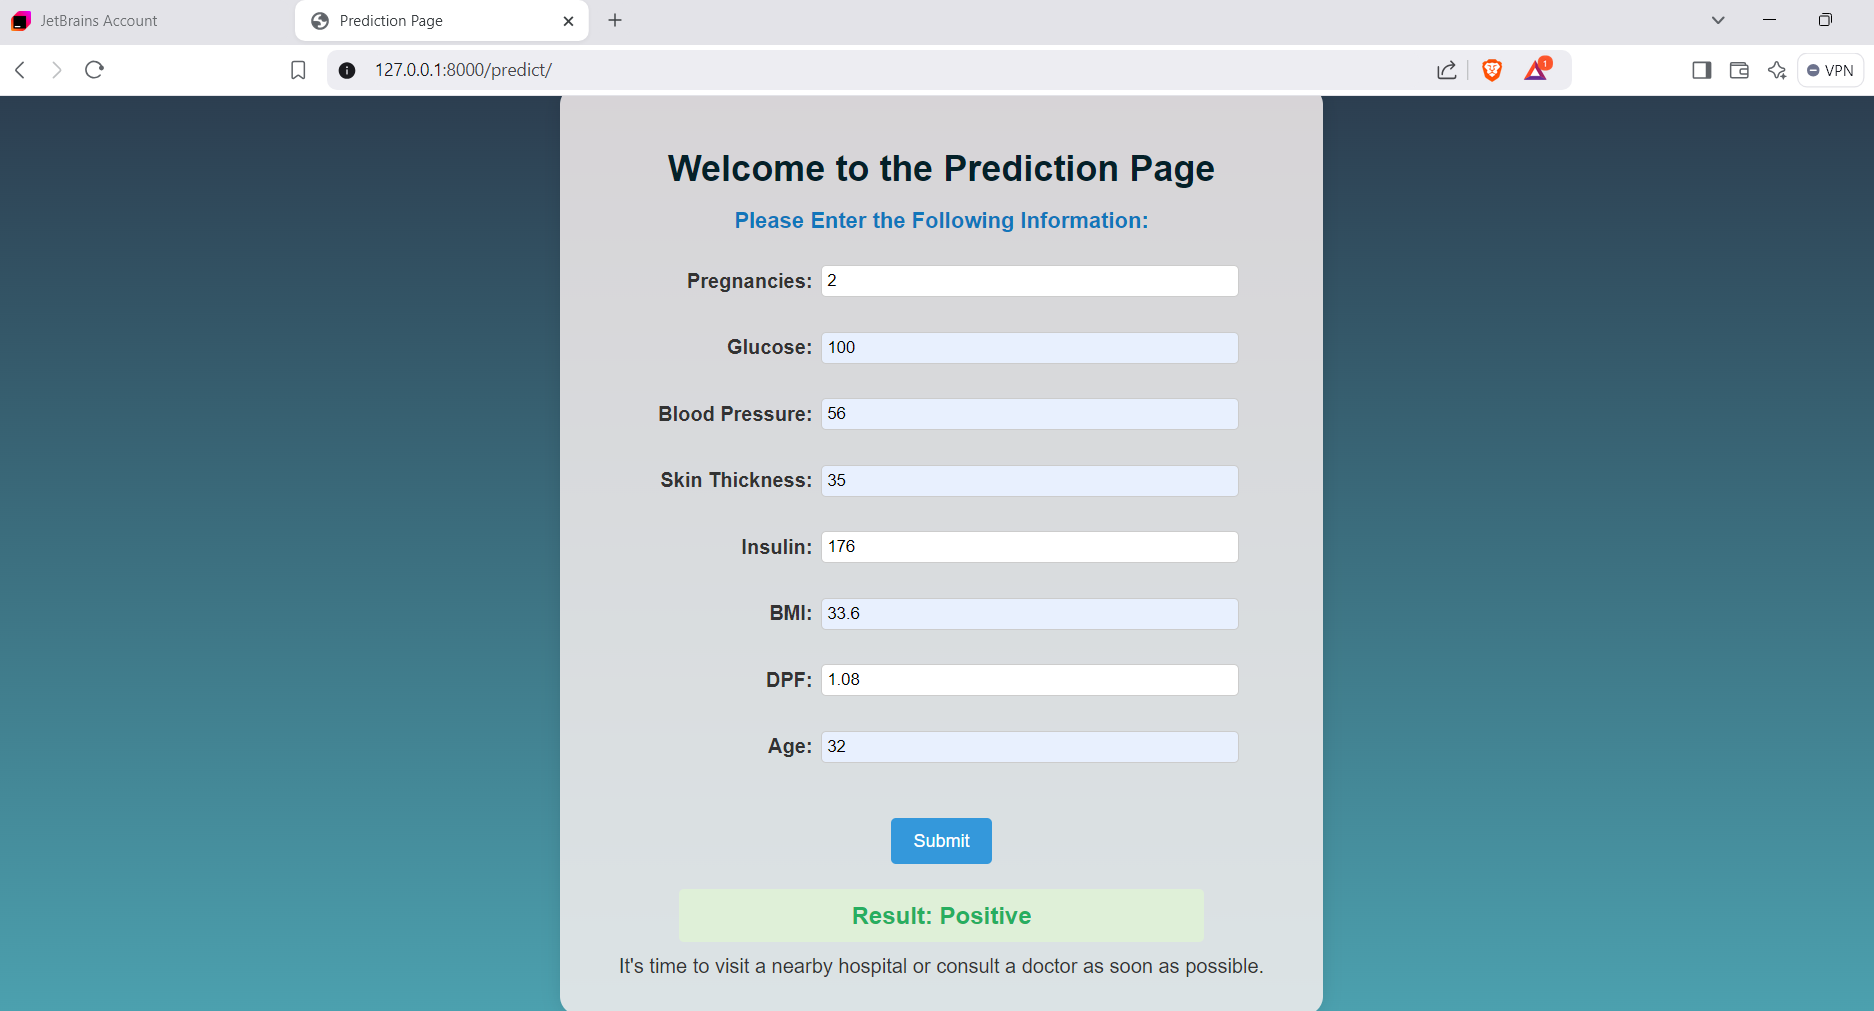 JetBrains Account
Prediction Page
127.0.0.1:8000/predict/
1
VPN
Welcome to the Prediction Page
Please Enter the Following Information:
Pregnancies: 2
Glucose: 100
Blood Pressure: 56
Skin Thickness: 35
Insulin: 176
BMI: 33.6
DPF: 1.08
Age: 32
Submit
Result: Positive
It's time to visit a nearby hospital or consult a doctor as soon as possible.